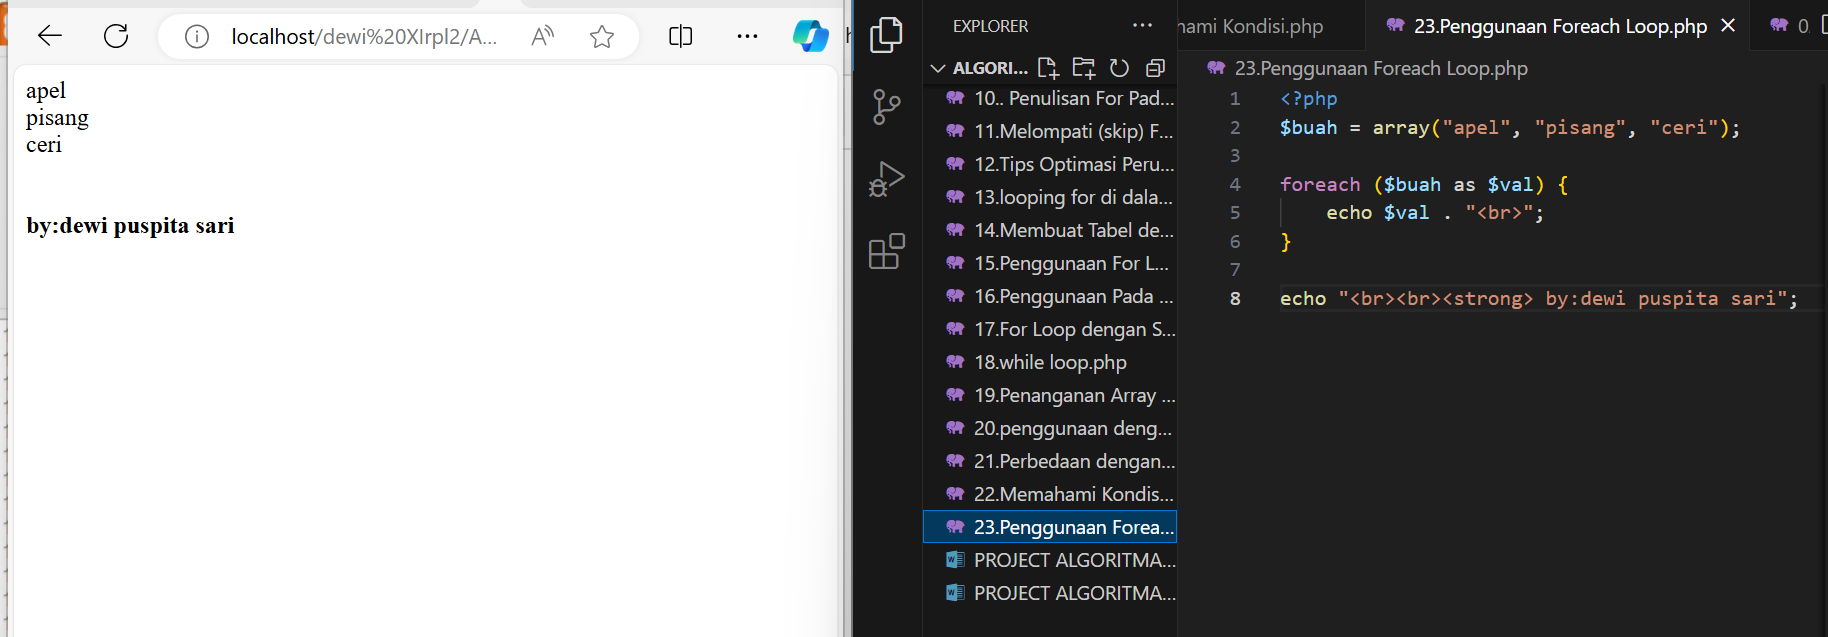 localhost/dewi%20XIrpl2/A...
apel
pisang
ceri
by:dewi puspita sari
EXPLORER
ALGORI...
10.. Penulisan For Pad...
11.Melompati (skip) F...
12.Tips Optimasi Peru...
13.looping for di dala...
14.Membuat Tabel de...
15.Penggunaan For L...
16.Penggunaan Pada ...
17.For Loop dengan S...
18.while loop.php
19.Penanganan Array ...
20.penggunaan deng...
21.Perbedaan dengan...
22.Memahami Kondis...
23.Penggunaan Forea...
PROJECT ALGORITMA...
PROJECT ALGORITMA...
Kondisi.php
23.Penggunaan Foreach Loop.php
0
23.Penggunaan Foreach Loop.php
1 <?php
2 $buah = array("apel", "pisang", "ceri");
3
4 foreach ($buah as $val) {
5 echo $val . "<br>";
6 }
7
8 echo "<br><br><strong> by:dewi puspita sari";